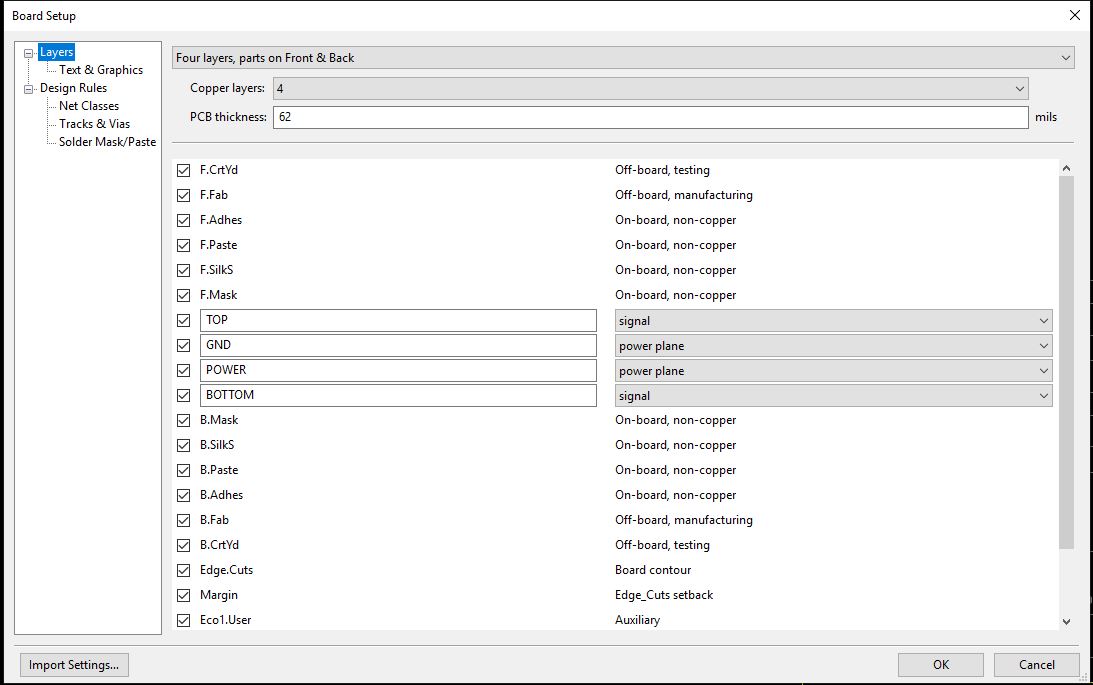 Board Setup
Layers
Text & Graphics
Design Rules
Net Classes
Tracks & Vias
Solder Mask/Paste
Four layers, parts on Front & Back
Copper layers: 4
PCB thickness: 62 mils
F.CrtYd Off-board, testing
F.Fab Off-board, manufacturing
F.Adhes On-board, non-copper
F.Paste On-board, non-copper
F.SilkS On-board, non-copper
F.Mask On-board, non-copper
TOP signal
GND power plane
POWER power plane
BOTTOM signal
B.Mask On-board, non-copper
B.SilkS On-board, non-copper
B.Paste On-board, non-copper
B.Adhes On-board, non-copper
B.Fab Off-board, manufacturing
B.CrtYd Off-board, testing
Edge.Cuts Board contour
Margin Edge_Cuts setback
Eco1.User Auxiliary
Import Settings... OK Cancel